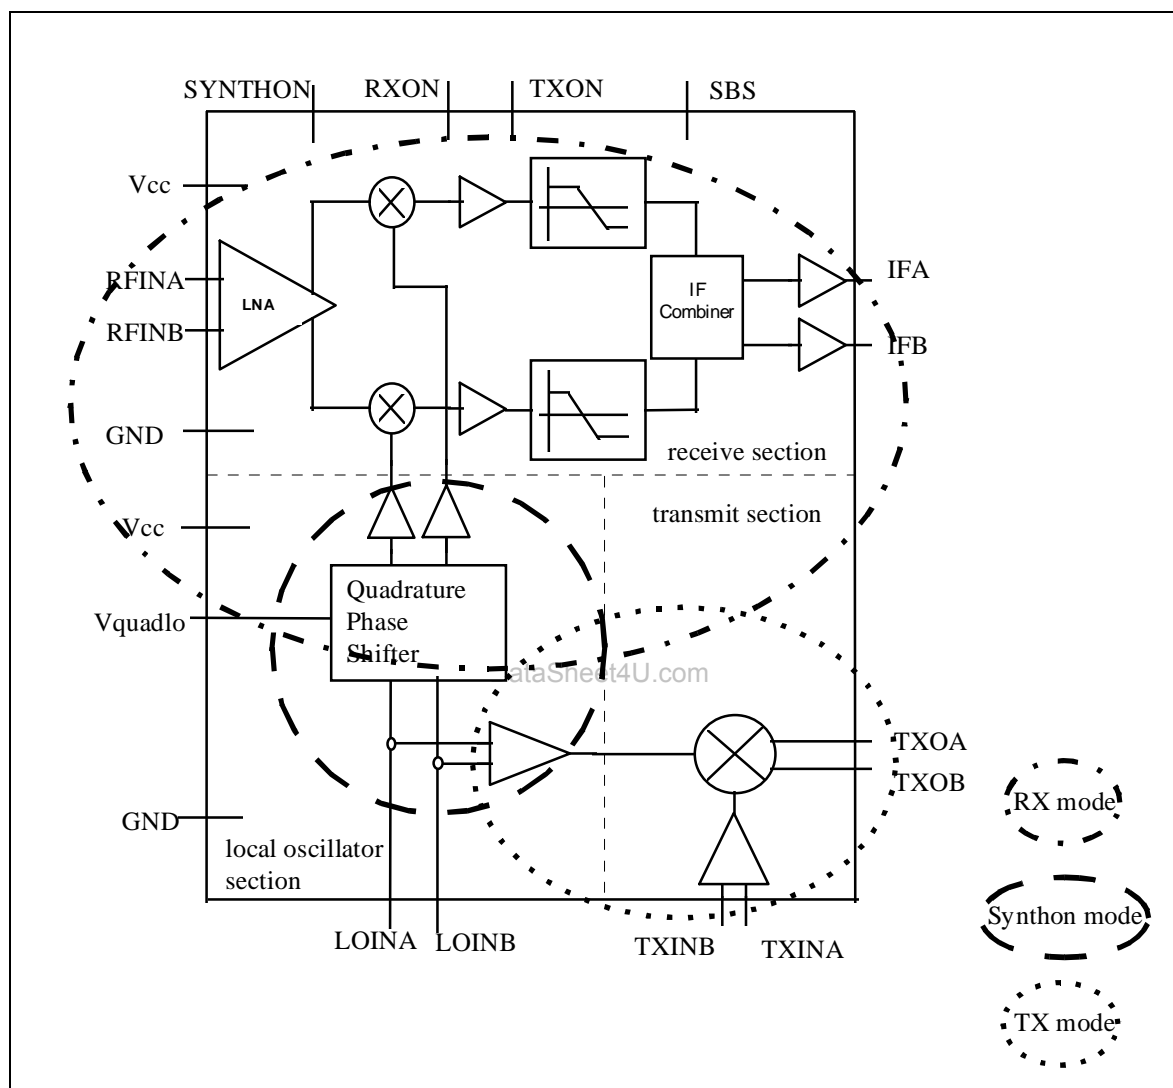 SYNTHON RXON TXON SBS
Vcc
RFINA
LNA
RFINB
IF
Combiner
IFA
IFB
GND
receive section
Vcc
transmit section
Vquadlo
Quadrature
Phase
Shifter
ataSheet4U.com
TXOA
TXOB
GND
local oscillator
section
LOINA LOINB TXINB TXINA
RX mode
Synthon mode
TX mode